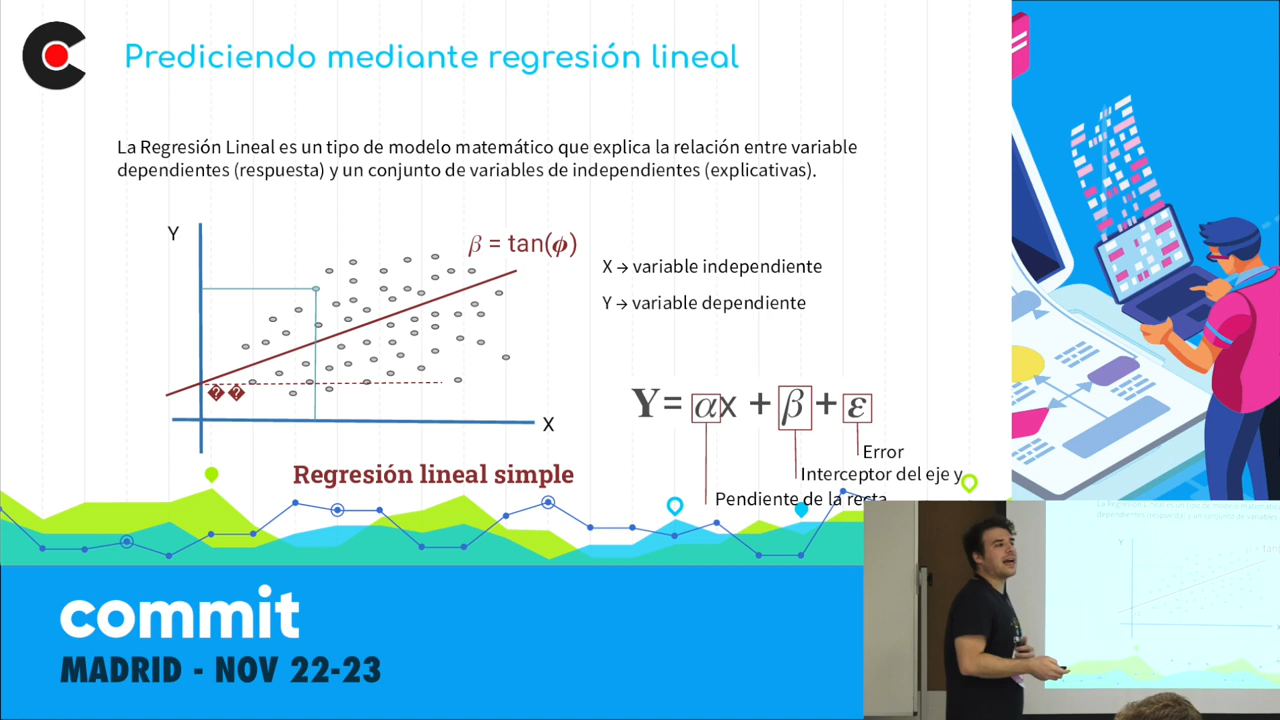 Prediciendo mediante regresión lineal
La Regresión Lineal es un tipo de modelo matemático que explica la relación entre variable
dependientes (respuesta) y un conjunto de variables de independientes (explicativas).
Y
β = tan(ϕ)
X → variable independiente
Y → variable dependiente
Y= αx + β + ε
X
Error
Interceptor del eje y
Pendiente de la recta
Regresión lineal simple
commit
MADRID - NOV 22-23